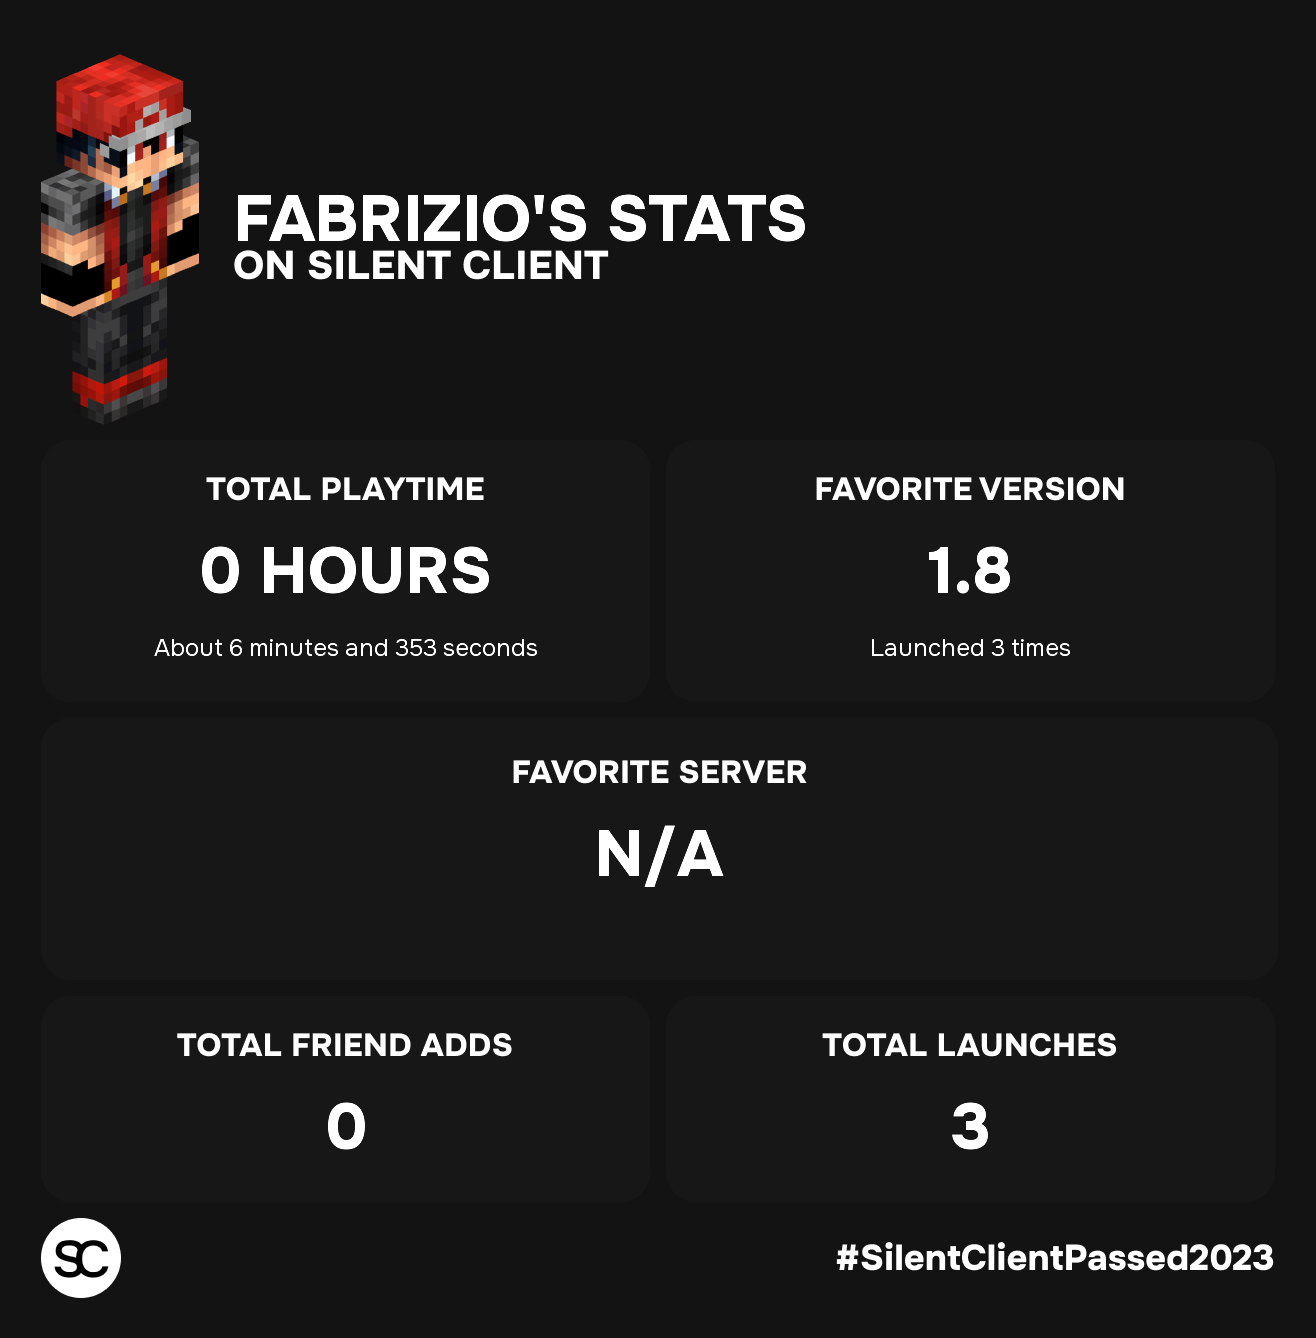 FABRIZIO'S STATS
ON SILENT CLIENT
TOTAL PLAYTIME
0 HOURS
About 6 minutes and 353 seconds
FAVORITE VERSION
1.8
Launched 3 times
FAVORITE SERVER
N/A
TOTAL FRIEND ADDS
0
TOTAL LAUNCHES
3
SC
#SilentClientPassed2023